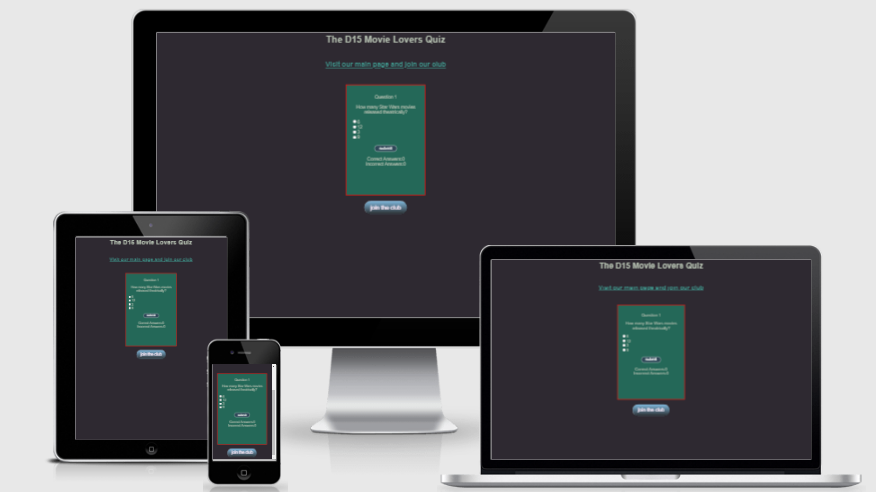 The D15 Movie Lovers Quiz
Visit our main page and join our club
Question 1
How many Star Wars movies
released theatrically?
submit
Correct Answers:0
Incorrect Answers:0
join the club
The D15 Movie Lovers Quiz
Visit our main page and join our club
Question 1
How many Star Wars movies
released theatrically?
submit
Correct Answers:0
Incorrect Answers:0
join the club
Question 1
How many Star Wars movies
released theatrically?
submit
Correct Answers:0
Incorrect Answers:0
join the club
The D15 Movie Lovers Quiz
Visit our main page and join our club
Question 1
How many Star Wars movies
released theatrically?
submit
Correct Answers:0
Incorrect Answers:0
join the club